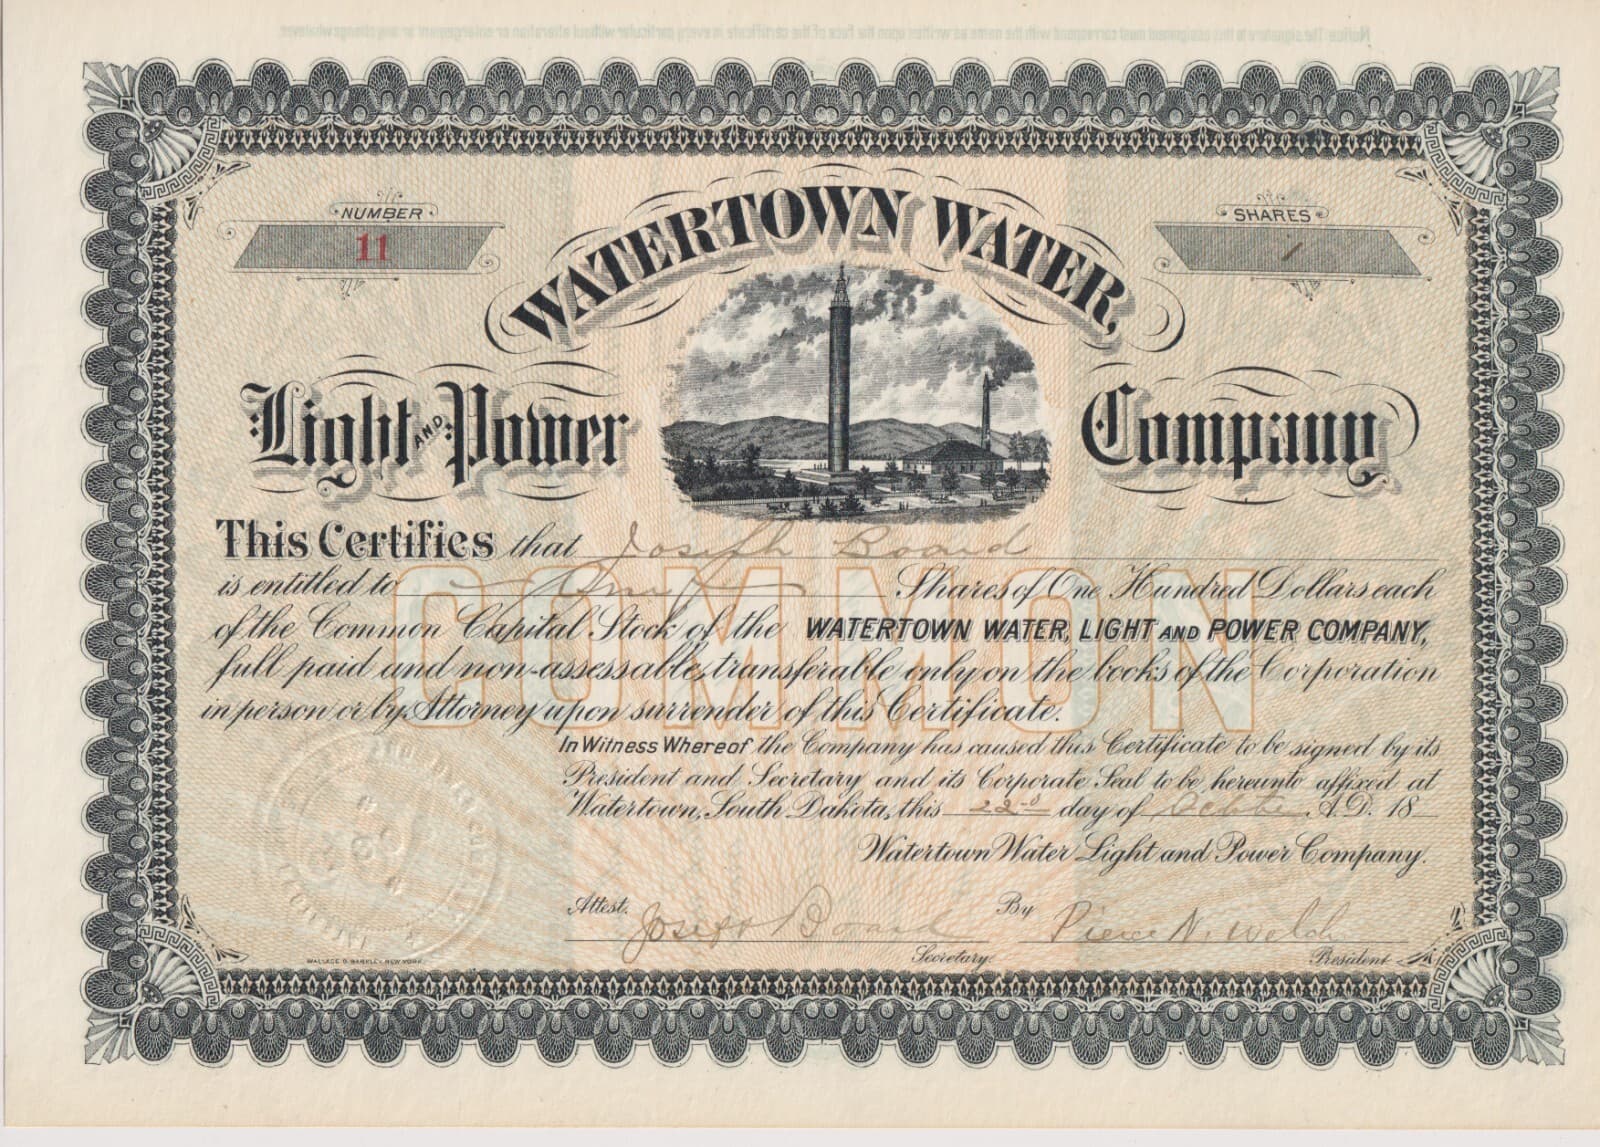 NUMBER
11
SHARES
1
WATERTOWN WATER,
Light AND Power Company
This Certifies that Joseph Board
is entitled to One Shares of One Hundred Dollars each
of the Common Capital Stock of the WATERTOWN WATER, LIGHT AND POWER COMPANY,
full paid and non-assessable, transferable only on the books of the Corporation
in person or by Attorney upon surrender of this Certificate.
COMMON
In Witness Whereof the Company has caused this Certificate to be signed by its
President and Secretary and its Corporate Seal to be hereunto affixed at
Watertown, South Dakota, this 22nd day of A.D. 18
Watertown Water Light and Power Company.
Attest. Joseph Board By Pierce N. Welch
Secretary. President
WALLACE D. BARKLEY NEW YORK